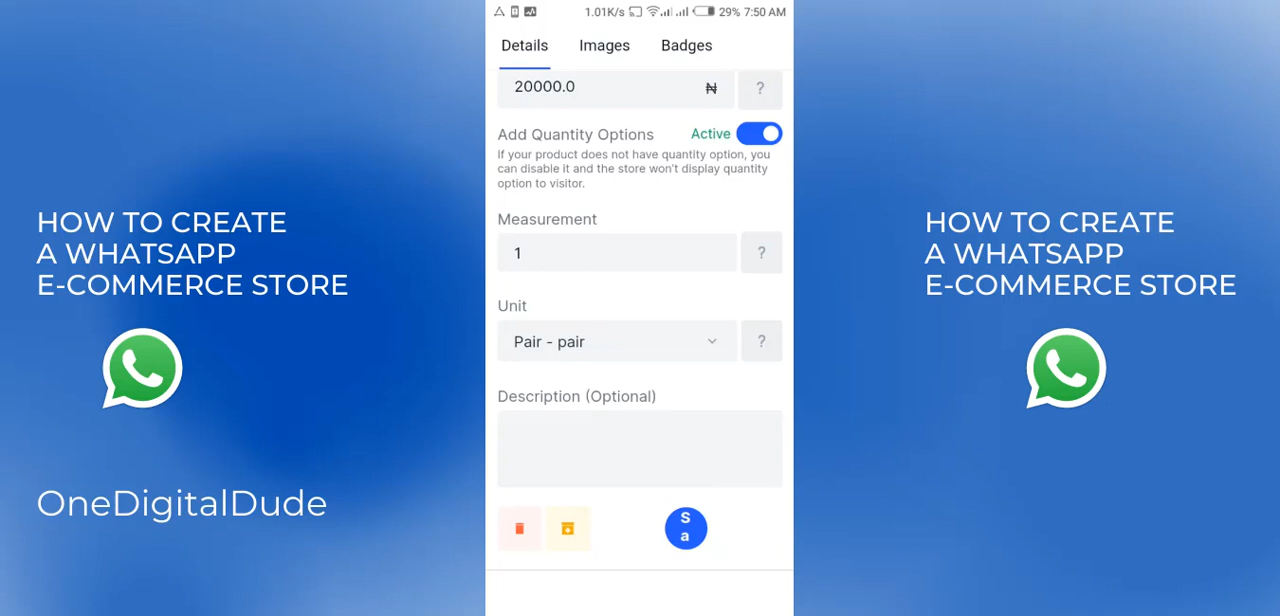 HOW TO CREATE
A WHATSAPP
E-COMMERCE STORE
OneDigitalDude
1.01K/s 29% 7:50 AM
Details Images Badges
20000.0 ₦ ?
Add Quantity Options Active
If your product does not have quantity option, you
can disable it and the store won't display quantity
option to visitor.
Measurement
1 ?
Unit
Pair - pair ?
Description (Optional)
S
a
HOW TO CREATE
A WHATSAPP
E-COMMERCE STORE